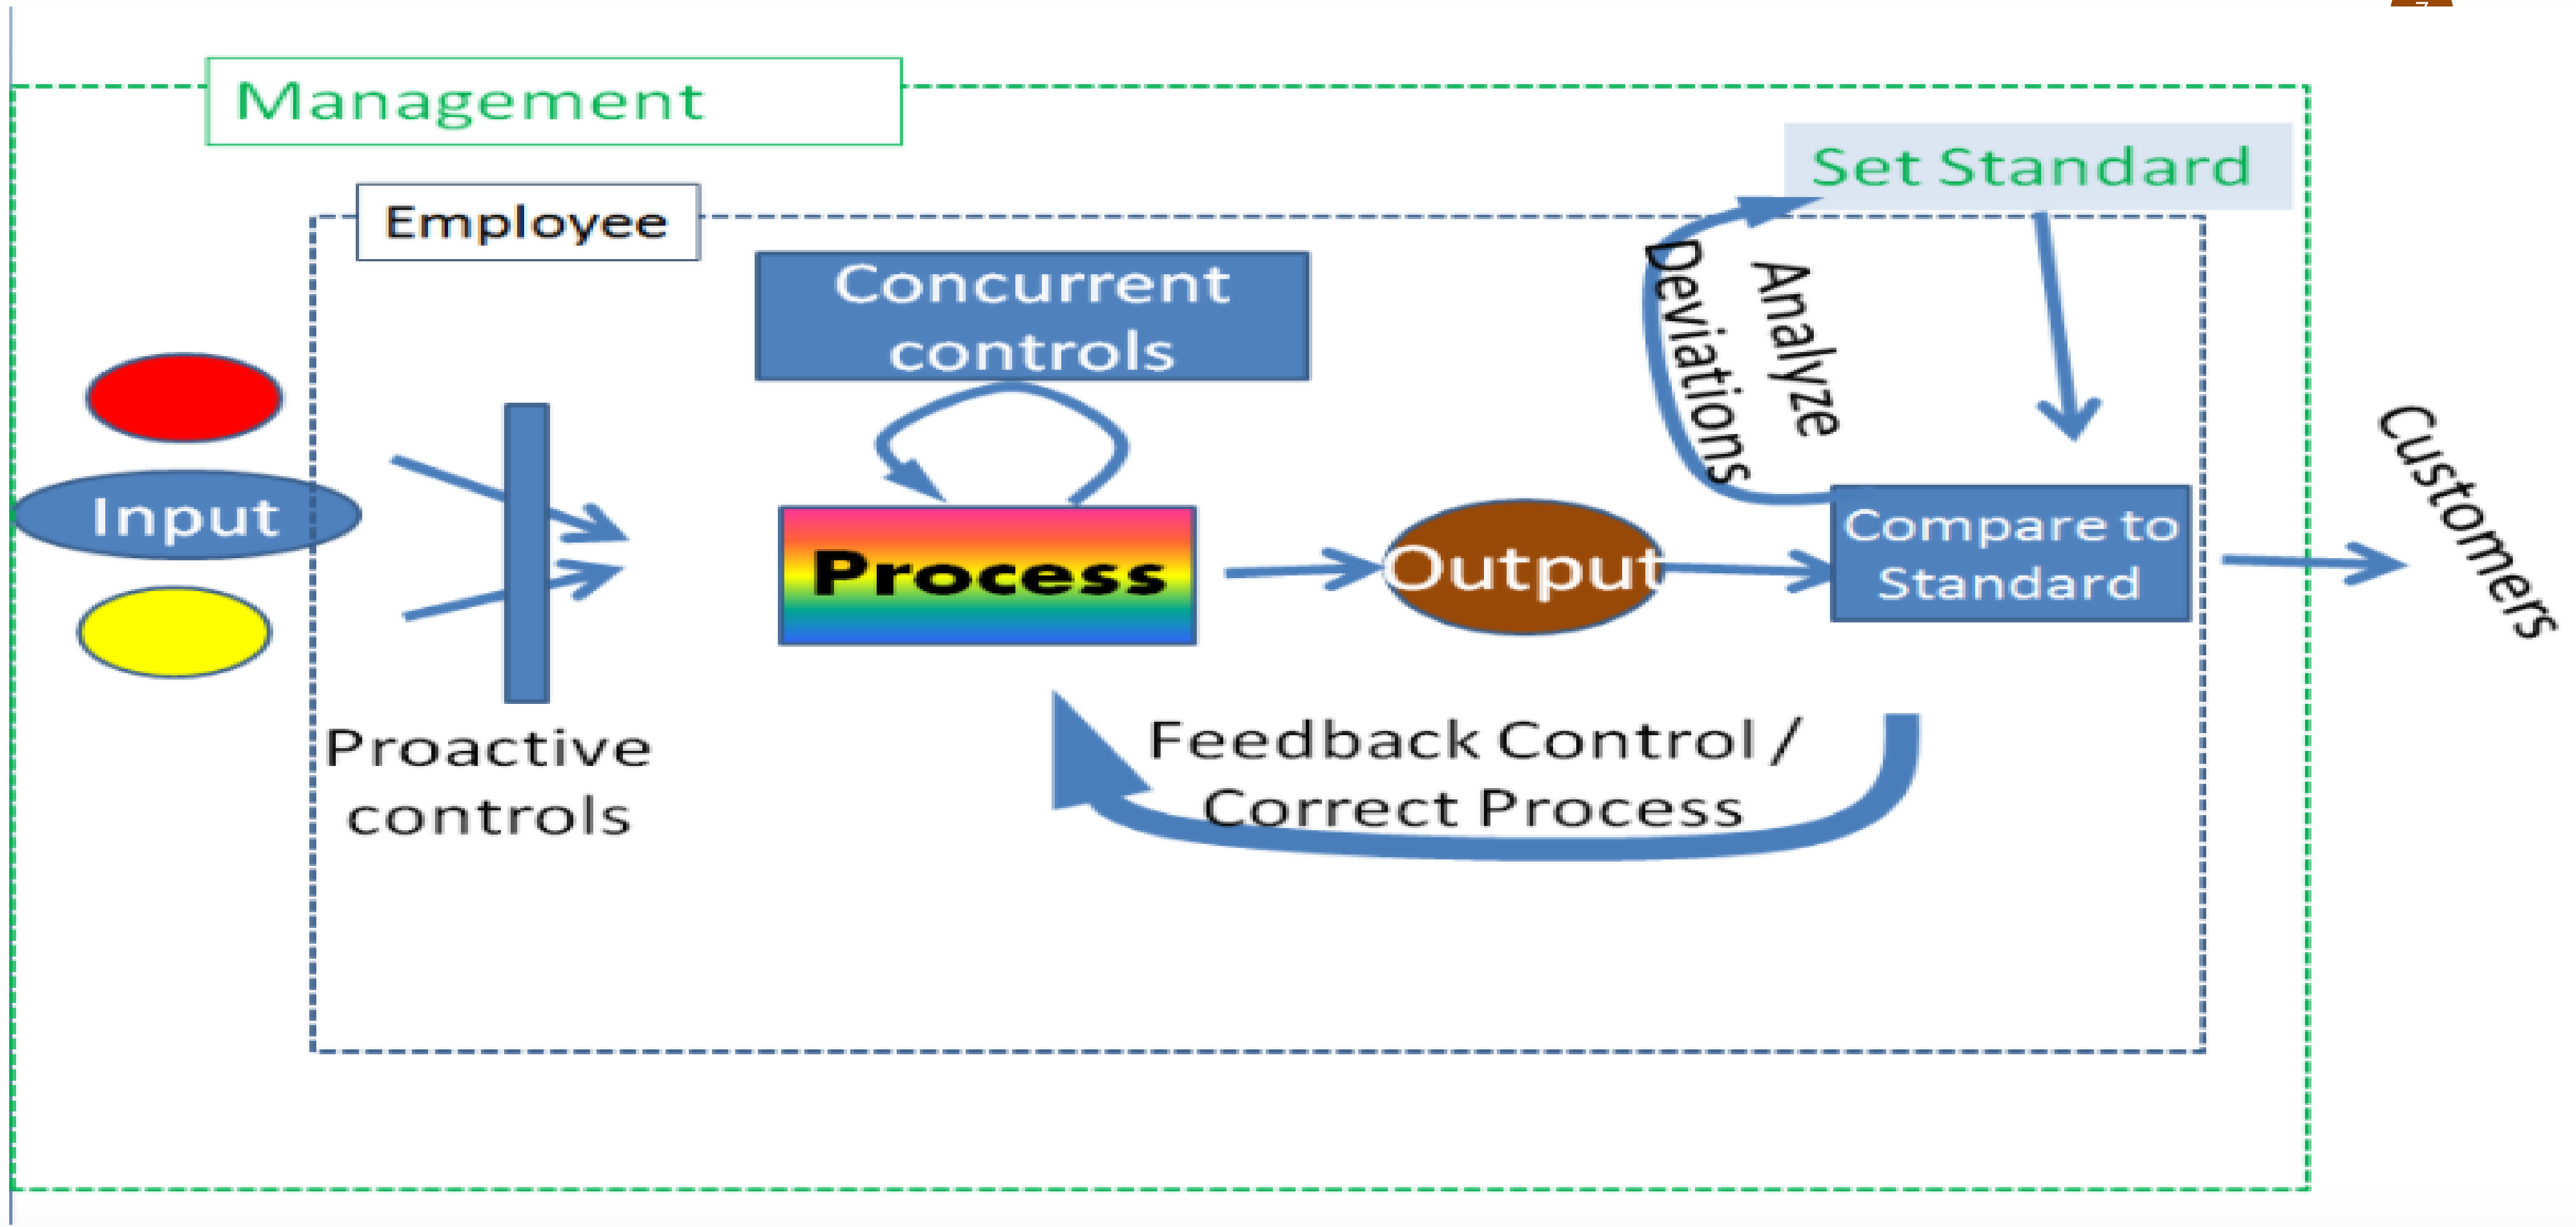 7
Management
Set Standard
Employee
Concurrent
controls
Analyze
Deviations
Customers
Input
Process
Output
Compare to
Standard
Proactive
controls
Feedback Control /
Correct Process